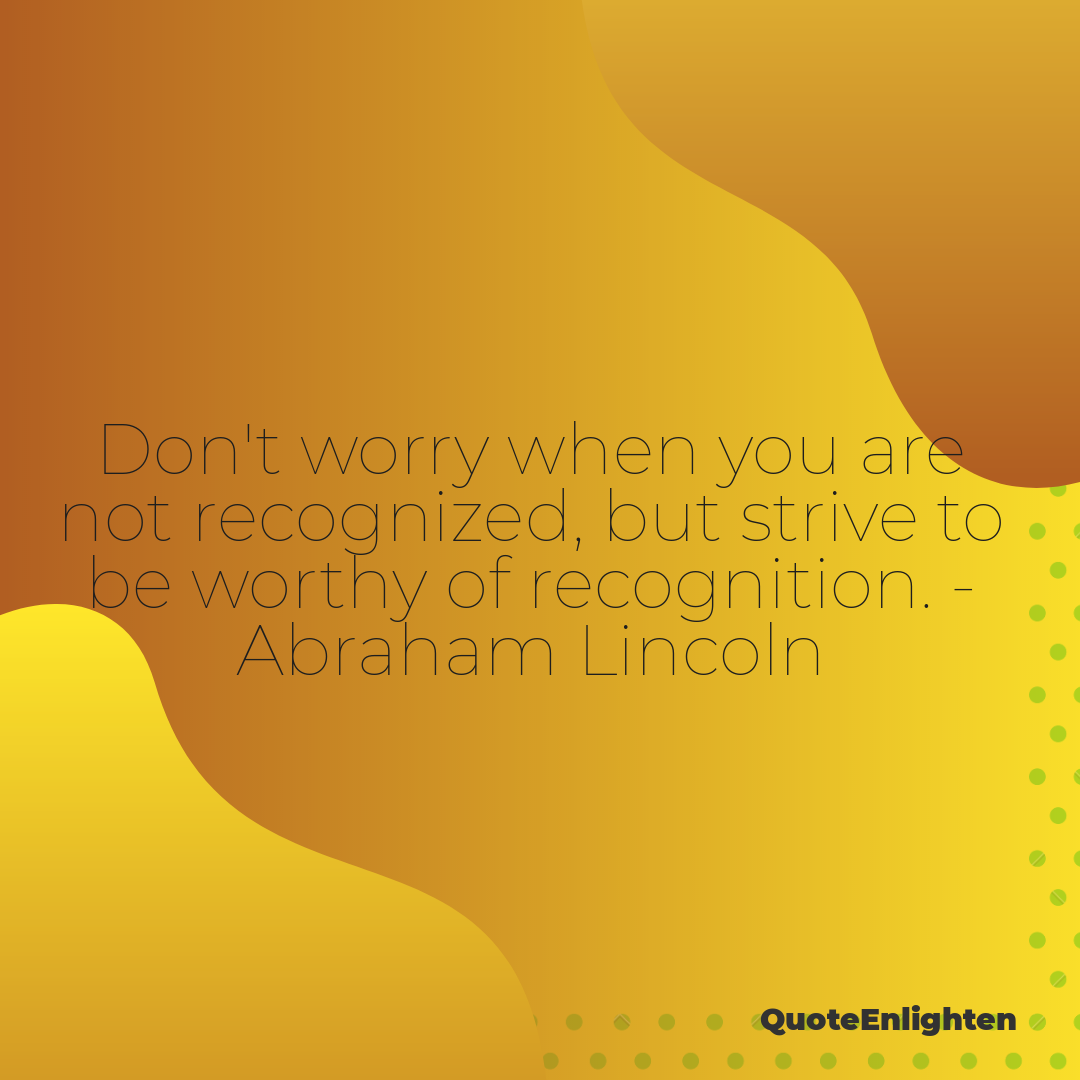 Don't worry when you are
not recognized, but strive to
be worthy of recognition. -
Abraham Lincoln
QuoteEnlighten